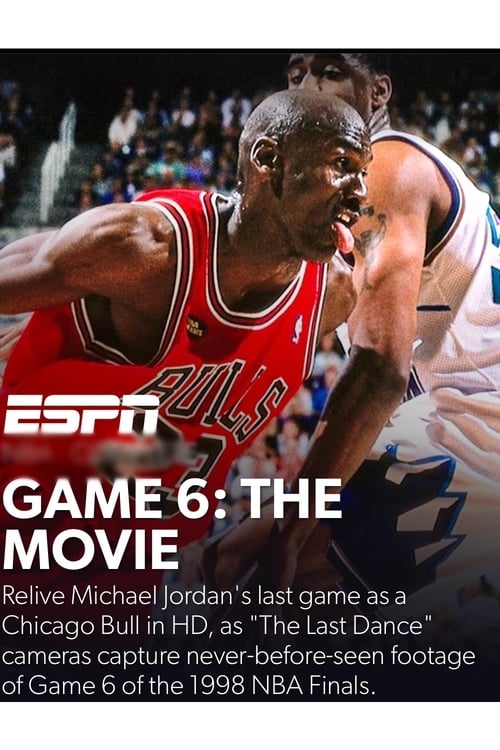 BULLS
ESPN
GAME 6: THE
MOVIE
Relive Michael Jordan's last game as a
Chicago Bull in HD, as "The Last Dance"
cameras capture never-before-seen footage
of Game 6 of the 1998 NBA Finals.